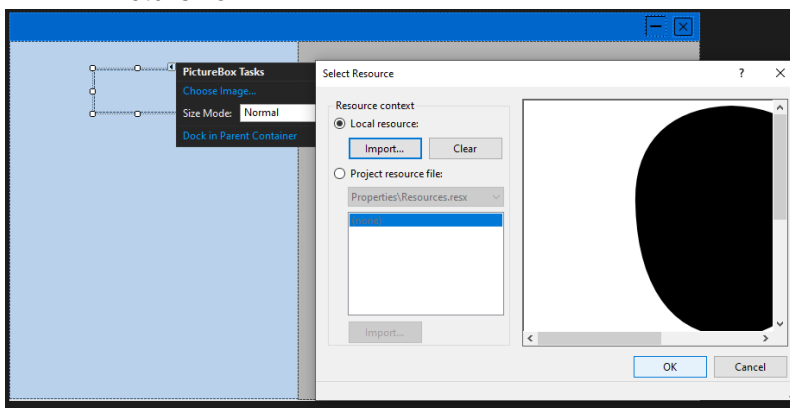 PictureBox Tasks
Choose Image...
Size Mode: Normal
Dock in Parent Container
Select Resource
?
Resource context
Local resource:
Import... Clear
Project resource file:
Properties\Resources.resx
(none)
Import...
OK Cancel